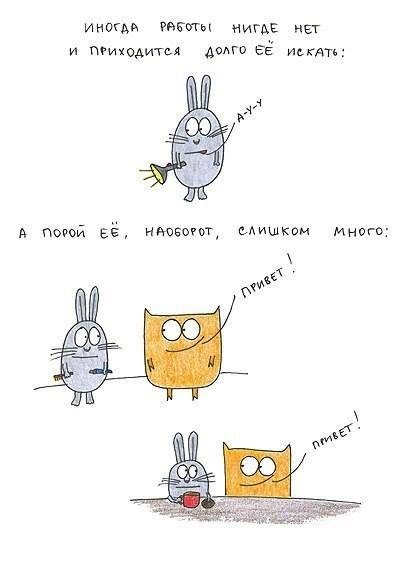 ИНОГДА РАБОТЫ НИГДЕ НЕТ
И ПРИХОДИТСЯ ДОЛГО ЕЁ ИСКАТЬ:
А-У-У
А ПОРОЙ ЕЁ, НАОБОРОТ, СЛИШКОМ МНОГО:
ПРИВЕТ!
ПРИВЕТ!